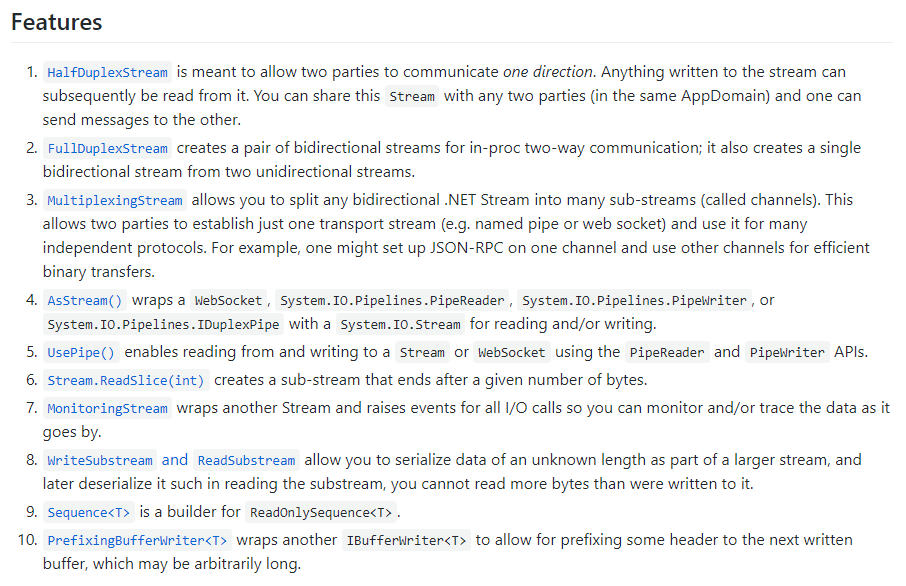 Features
1. HalfDuplexStream is meant to allow two parties to communicate one direction. Anything written to the stream can
subsequently be read from it. You can share this Stream with any two parties (in the same AppDomain) and one can
send messages to the other.
2. FullDuplexStream creates a pair of bidirectional streams for in-proc two-way communication; it also creates a single
bidirectional stream from two unidirectional streams.
3. MultiplexingStream allows you to split any bidirectional .NET Stream into many sub-streams (called channels). This
allows two parties to establish just one transport stream (e.g. named pipe or web socket) and use it for many
independent protocols. For example, one might set up JSON-RPC on one channel and use other channels for efficient
binary transfers.
4. AsStream() wraps a WebSocket, System.IO.Pipelines.PipeReader, System.IO.Pipelines.PipeWriter, or
System.IO.Pipelines.IDuplexPipe with a System.IO.Stream for reading and/or writing.
5. UsePipe() enables reading from and writing to a Stream or WebSocket using the PipeReader and PipeWriter APIs.
6. Stream.ReadSlice(int) creates a sub-stream that ends after a given number of bytes.
7. MonitoringStream wraps another Stream and raises events for all I/O calls so you can monitor and/or trace the data as it
goes by.
8. WriteSubstream and ReadSubstream allow you to serialize data of an unknown length as part of a larger stream, and
later deserialize it such in reading the substream, you cannot read more bytes than were written to it.
9. Sequence<T> is a builder for ReadOnlySequence<T>.
10. PrefixingBufferWriter<T> wraps another IBufferWriter<T> to allow for prefixing some header to the next written
buffer, which may be arbitrarily long.